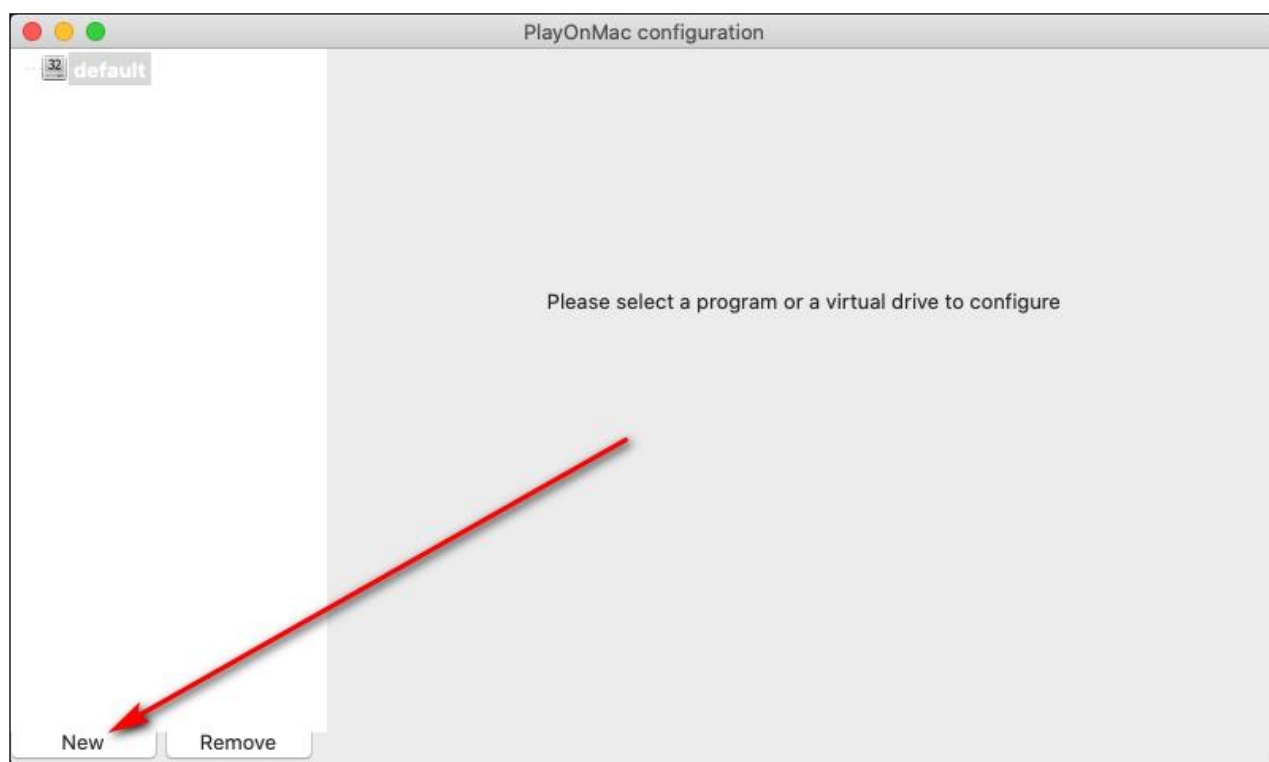 PlayOnMac configuration
32 default
Please select a program or a virtual drive to configure
New Remove